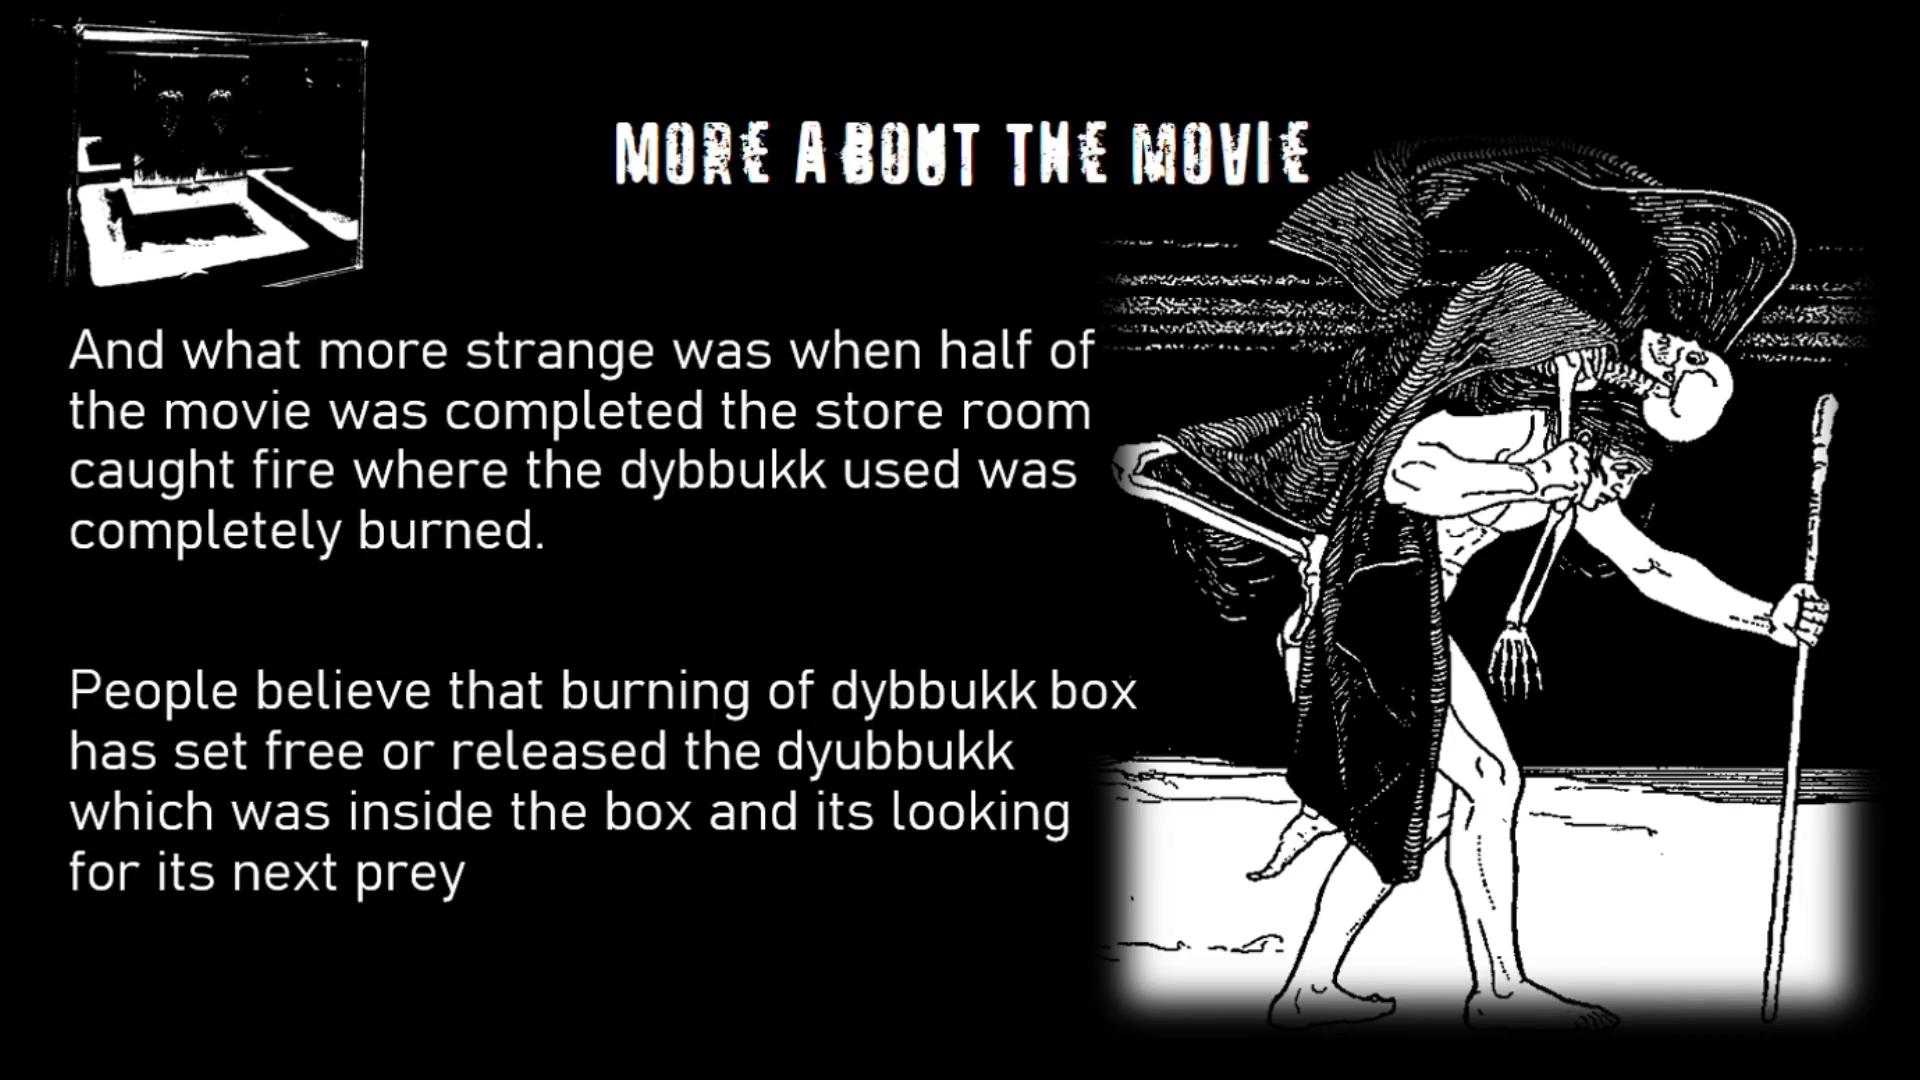 MORE ABOUT THE MOVIE
And what more strange was when half of
the movie was completed the store room
caught fire where the dybbukk used was
completely burned.
People believe that burning of dybbukk box
has set free or released the dyubbukk
which was inside the box and its looking
for its next prey